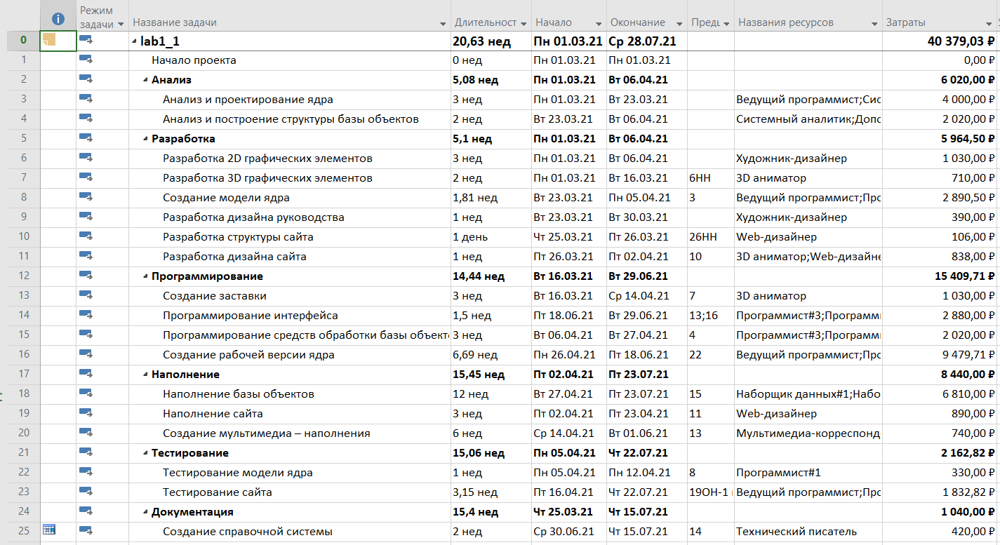 Режим задачи Название задачи Длительност Начало Окончание Предц Названия ресурсов Затраты
0 lab1_1 20,63 нед Пн 01.03.21 Ср 28.07.21 40 379,03 ₽
1 Начало проекта 0 нед Пн 01.03.21 Пн 01.03.21 0,00 ₽
2 Анализ 5,08 нед Пн 01.03.21 Вт 06.04.21 6 020,00 ₽
3 Анализ и проектирование ядра 3 нед Пн 01.03.21 Вт 23.03.21 Ведущий программист;Сис 4 000,00 ₽
4 Анализ и построение структуры базы объектов 2 нед Вт 23.03.21 Вт 06.04.21 Системный аналитик;Допо 2 020,00 ₽
5 Разработка 5,1 нед Пн 01.03.21 Вт 06.04.21 5 964,50 ₽
6 Разработка 2D графических элементов 3 нед Пн 01.03.21 Вт 06.04.21 Художник-дизайнер 1 030,00 ₽
7 Разработка 3D графических элементов 2 нед Пн 01.03.21 Вт 16.03.21 6НН 3D аниматор 710,00 ₽
8 Создание модели ядра 1,81 нед Вт 23.03.21 Пн 05.04.21 3 Ведущий программист;Прс 2 890,50 ₽
9 Разработка дизайна руководства 1 нед Вт 23.03.21 Вт 30.03.21 Художник-дизайнер 390,00 ₽
10 Разработка структуры сайта 1 день Чт 25.03.21 Пт 26.03.21 26НН Web-дизайнер 106,00 ₽
11 Разработка дизайна сайта 1 нед Пт 26.03.21 Пт 02.04.21 10 3D аниматор;Web-дизайне 838,00 ₽
12 Программирование 14,44 нед Вт 16.03.21 Вт 29.06.21 15 409,71 ₽
13 Создание заставки 3 нед Вт 16.03.21 Ср 14.04.21 7 3D аниматор 1 030,00 ₽
14 Программирование интерфейса 1,5 нед Пт 18.06.21 Вт 29.06.21 13;16 Программист#3;Программ 2 880,00 ₽
15 Программирование средств обработки базы объект 3 нед Вт 06.04.21 Вт 27.04.21 4 Программист#3;Программ 2 020,00 ₽
16 Создание рабочей версии ядра 6,69 нед Пн 26.04.21 Пт 18.06.21 22 Ведущий программист;Прс 9 479,71 ₽
17 Наполнение 15,45 нед Пт 02.04.21 Пт 23.07.21 8 440,00 ₽
18 Наполнение базы объектов 12 нед Вт 27.04.21 Пт 23.07.21 15 Наборщик данных#1;Набо 6 810,00 ₽
19 Наполнение сайта 3 нед Пт 02.04.21 Пт 23.04.21 11 Web-дизайнер 890,00 ₽
20 Создание мультимедиа – наполнения 6 нед Ср 14.04.21 Вт 01.06.21 13 Мультимедиа-корреспонд 740,00 ₽
21 Тестирование 15,06 нед Пн 05.04.21 Чт 22.07.21 2 162,82 ₽
22 Тестирование модели ядра 1 нед Пн 05.04.21 Пн 12.04.21 8 Программист#1 330,00 ₽
23 Тестирование сайта 3,15 нед Пт 16.04.21 Чт 22.07.21 19ОН-1 Ведущий программист;Прс 1 832,82 ₽
24 Документация 15,4 нед Чт 25.03.21 Чт 15.07.21 1 040,00 ₽
25 Создание справочной системы 2 нед Ср 30.06.21 Чт 15.07.21 14 Технический писатель 420,00 ₽